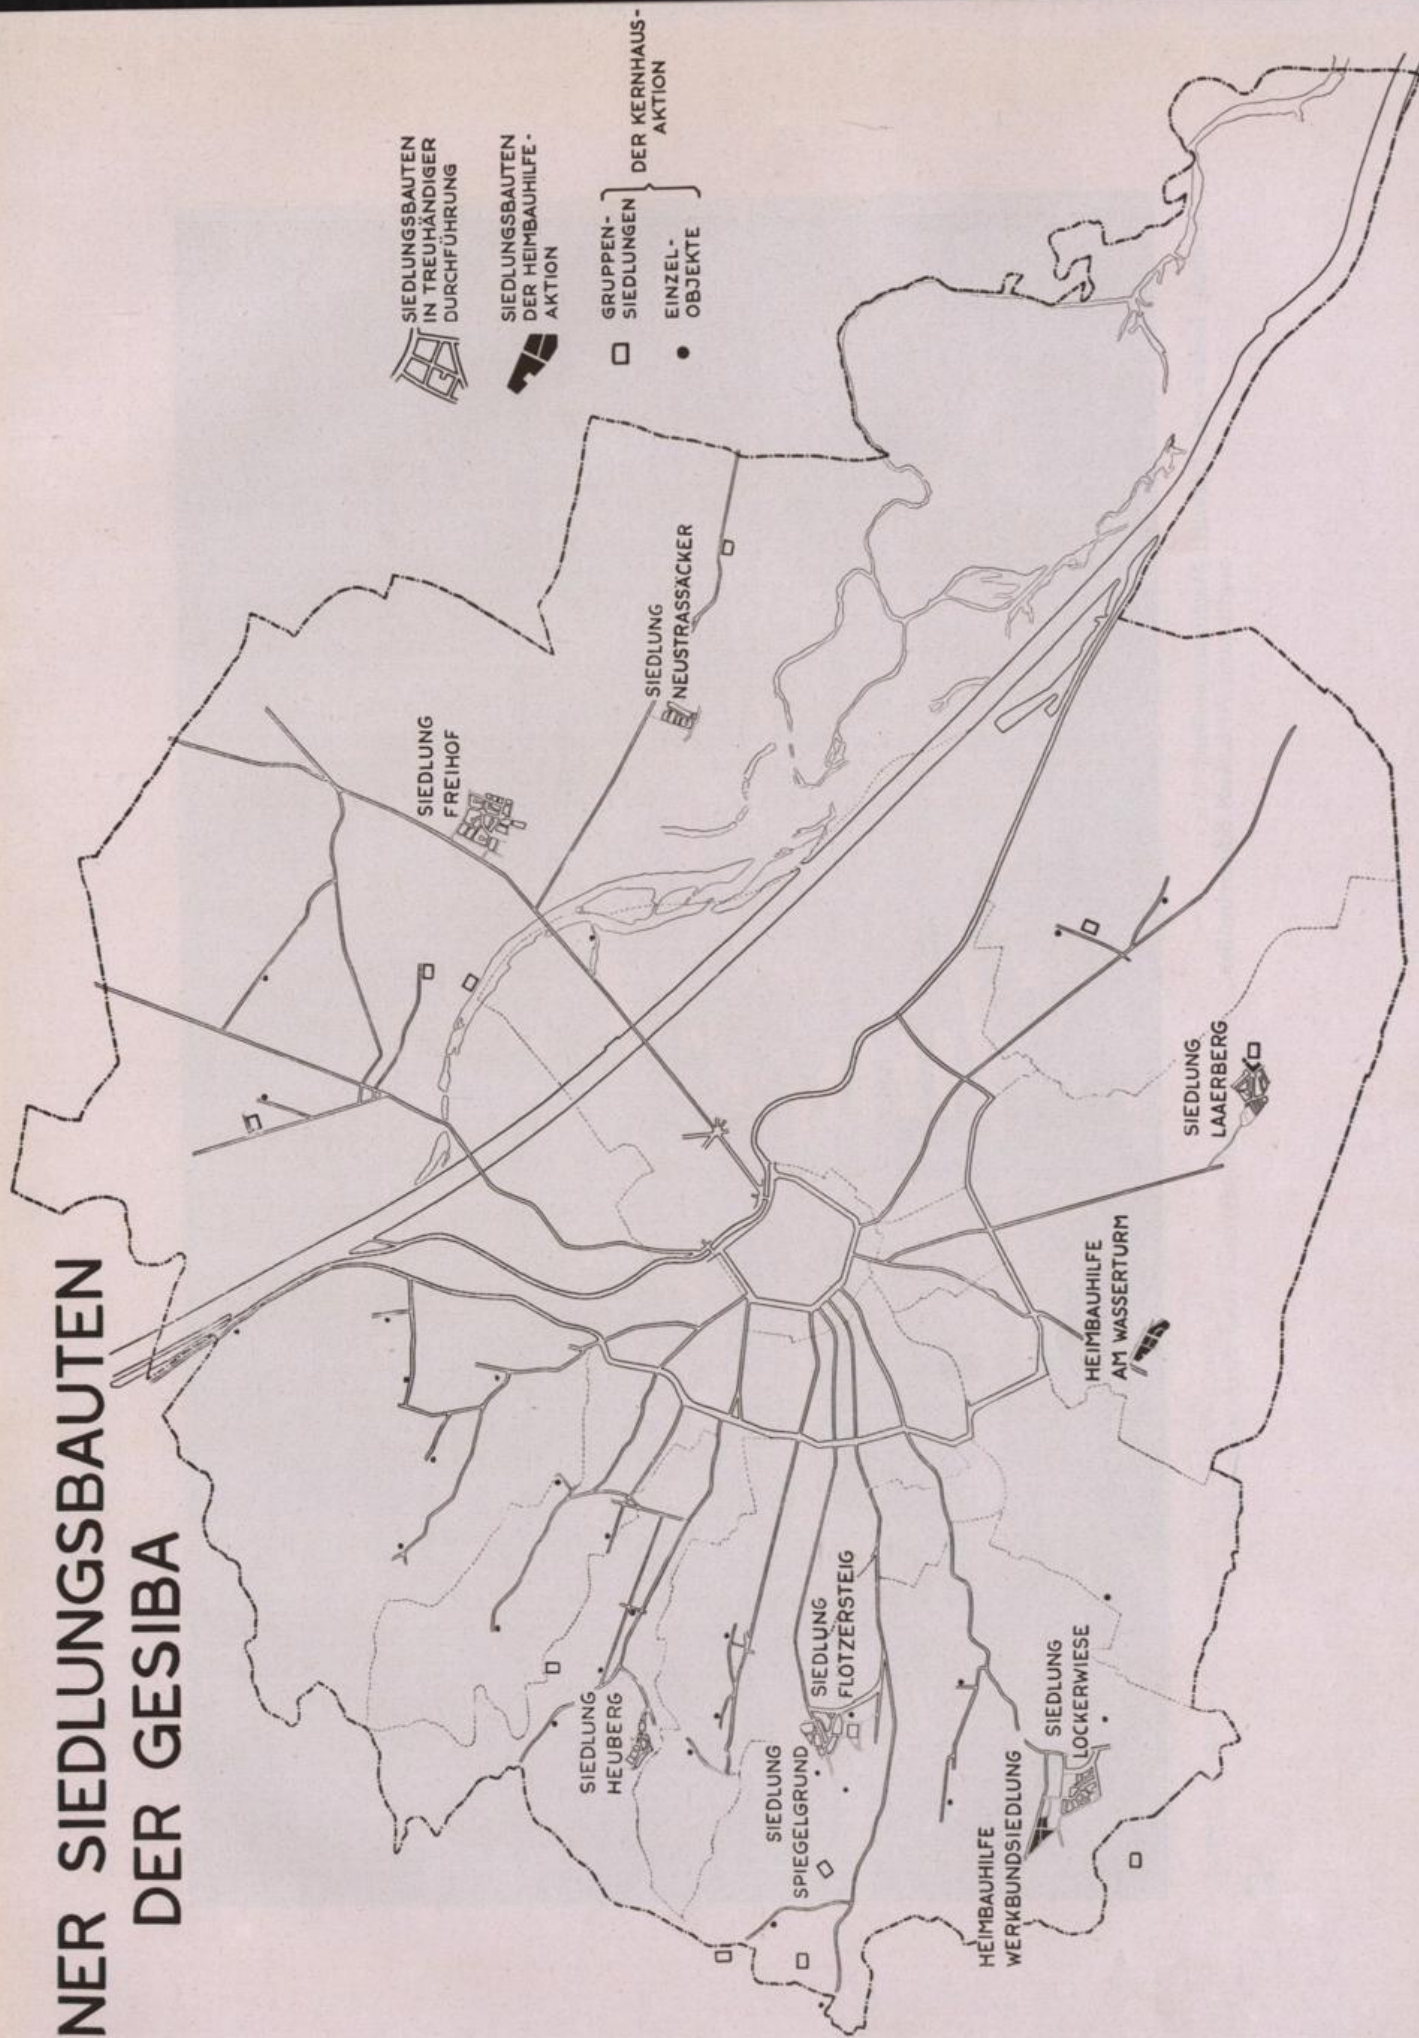 NER SIEDLUNGSBAUTEN
DER GESIBA
SIEDLUNGSBAUTEN
IN TREUHÄNDIGER
DURCHFÜHRUNG
SIEDLUNGSBAUTEN
DER HEIMBAUHILFE-
AKTION
GRUPPEN-
SIEDLUNGEN
EINZEL-
OBJEKTE
DER KERNHAUS-
AKTION
SIEDLUNG
FREIHOF
SIEDLUNG
NEUSTRASSÄCKER
SIEDLUNG
HEUBERG
SIEDLUNG
SPIEGELGRUND
SIEDLUNG
FLÖTZERSTEIG
HEIMBAUHILFE
WERKBUNDSIEDLUNG
SIEDLUNG
LOCKERWIESE
HEIMBAUHILFE
AM WASSERTURM
SIEDLUNG
LAAERBERG